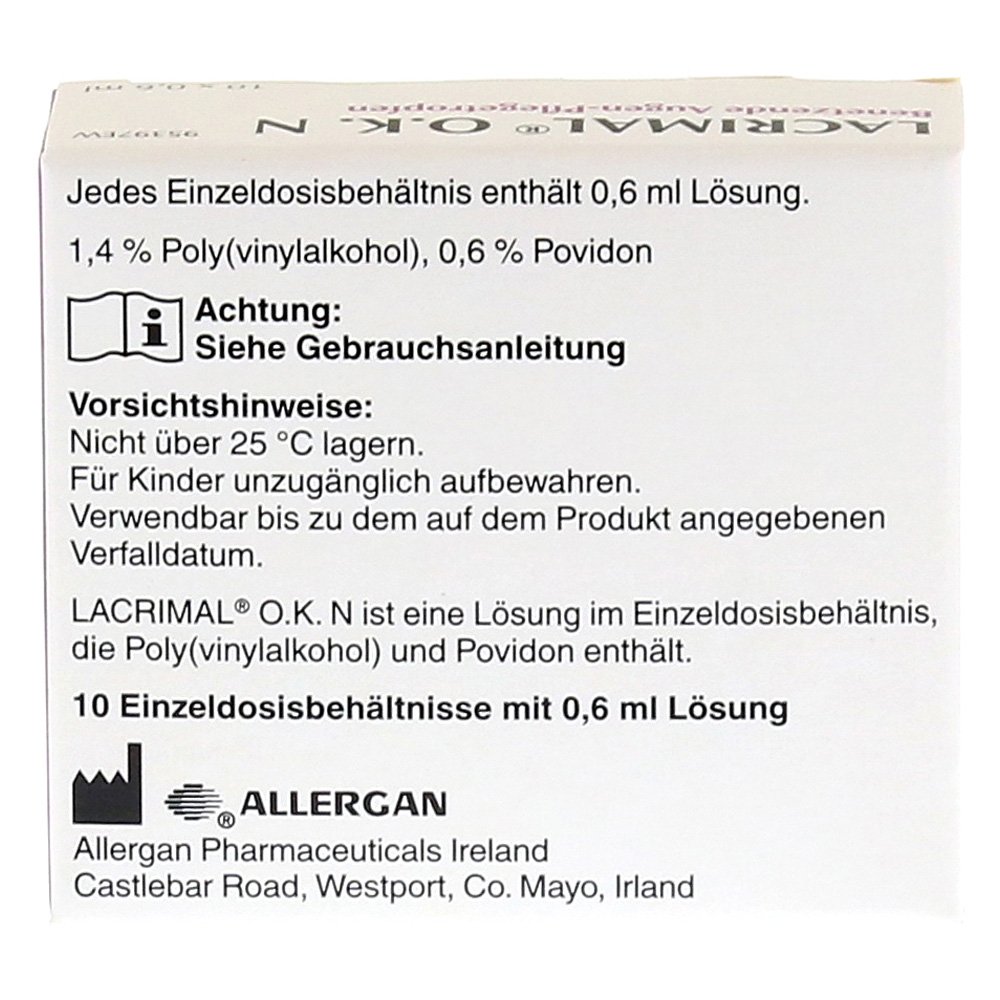 10 x 0,6 ml
Benetzende Augen-Pflegetropfen
95397EW
LACRIMAL® O.K. N
Jedes Einzeldosisbehältnis enthält 0,6 ml Lösung.
1,4 % Poly(vinylalkohol), 0,6 % Povidon
Achtung:
Siehe Gebrauchsanleitung
Vorsichtshinweise:
Nicht über 25 °C lagern.
Für Kinder unzugänglich aufbewahren.
Verwendbar bis zu dem auf dem Produkt angegebenen
Verfalldatum.
LACRIMAL® O.K. N ist eine Lösung im Einzeldosisbehältnis,
die Poly(vinylalkohol) und Povidon enthält.
10 Einzeldosisbehältnisse mit 0,6 ml Lösung
® ALLERGAN
Allergan Pharmaceuticals Ireland
Castlebar Road, Westport, Co. Mayo, Irland